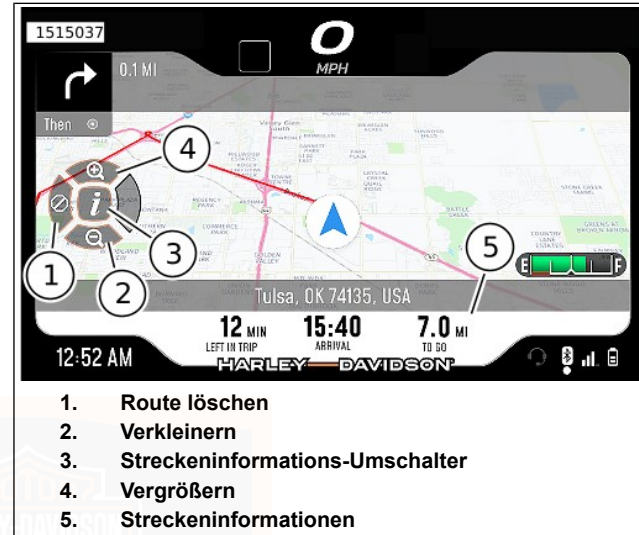 1515037
0
MPH
0.1 MI
Then
i
4
3
1
2
5
E F
Tulsa, OK 74135, USA
12 MIN 15:40 7.0 MI
LEFT IN TRIP ARRIVAL TO GO
12:52 AM HARLEY-DAVIDSON
1. Route löschen
2. Verkleinern
3. Streckeninformations-Umschalter
4. Vergrößern
5. Streckeninformationen